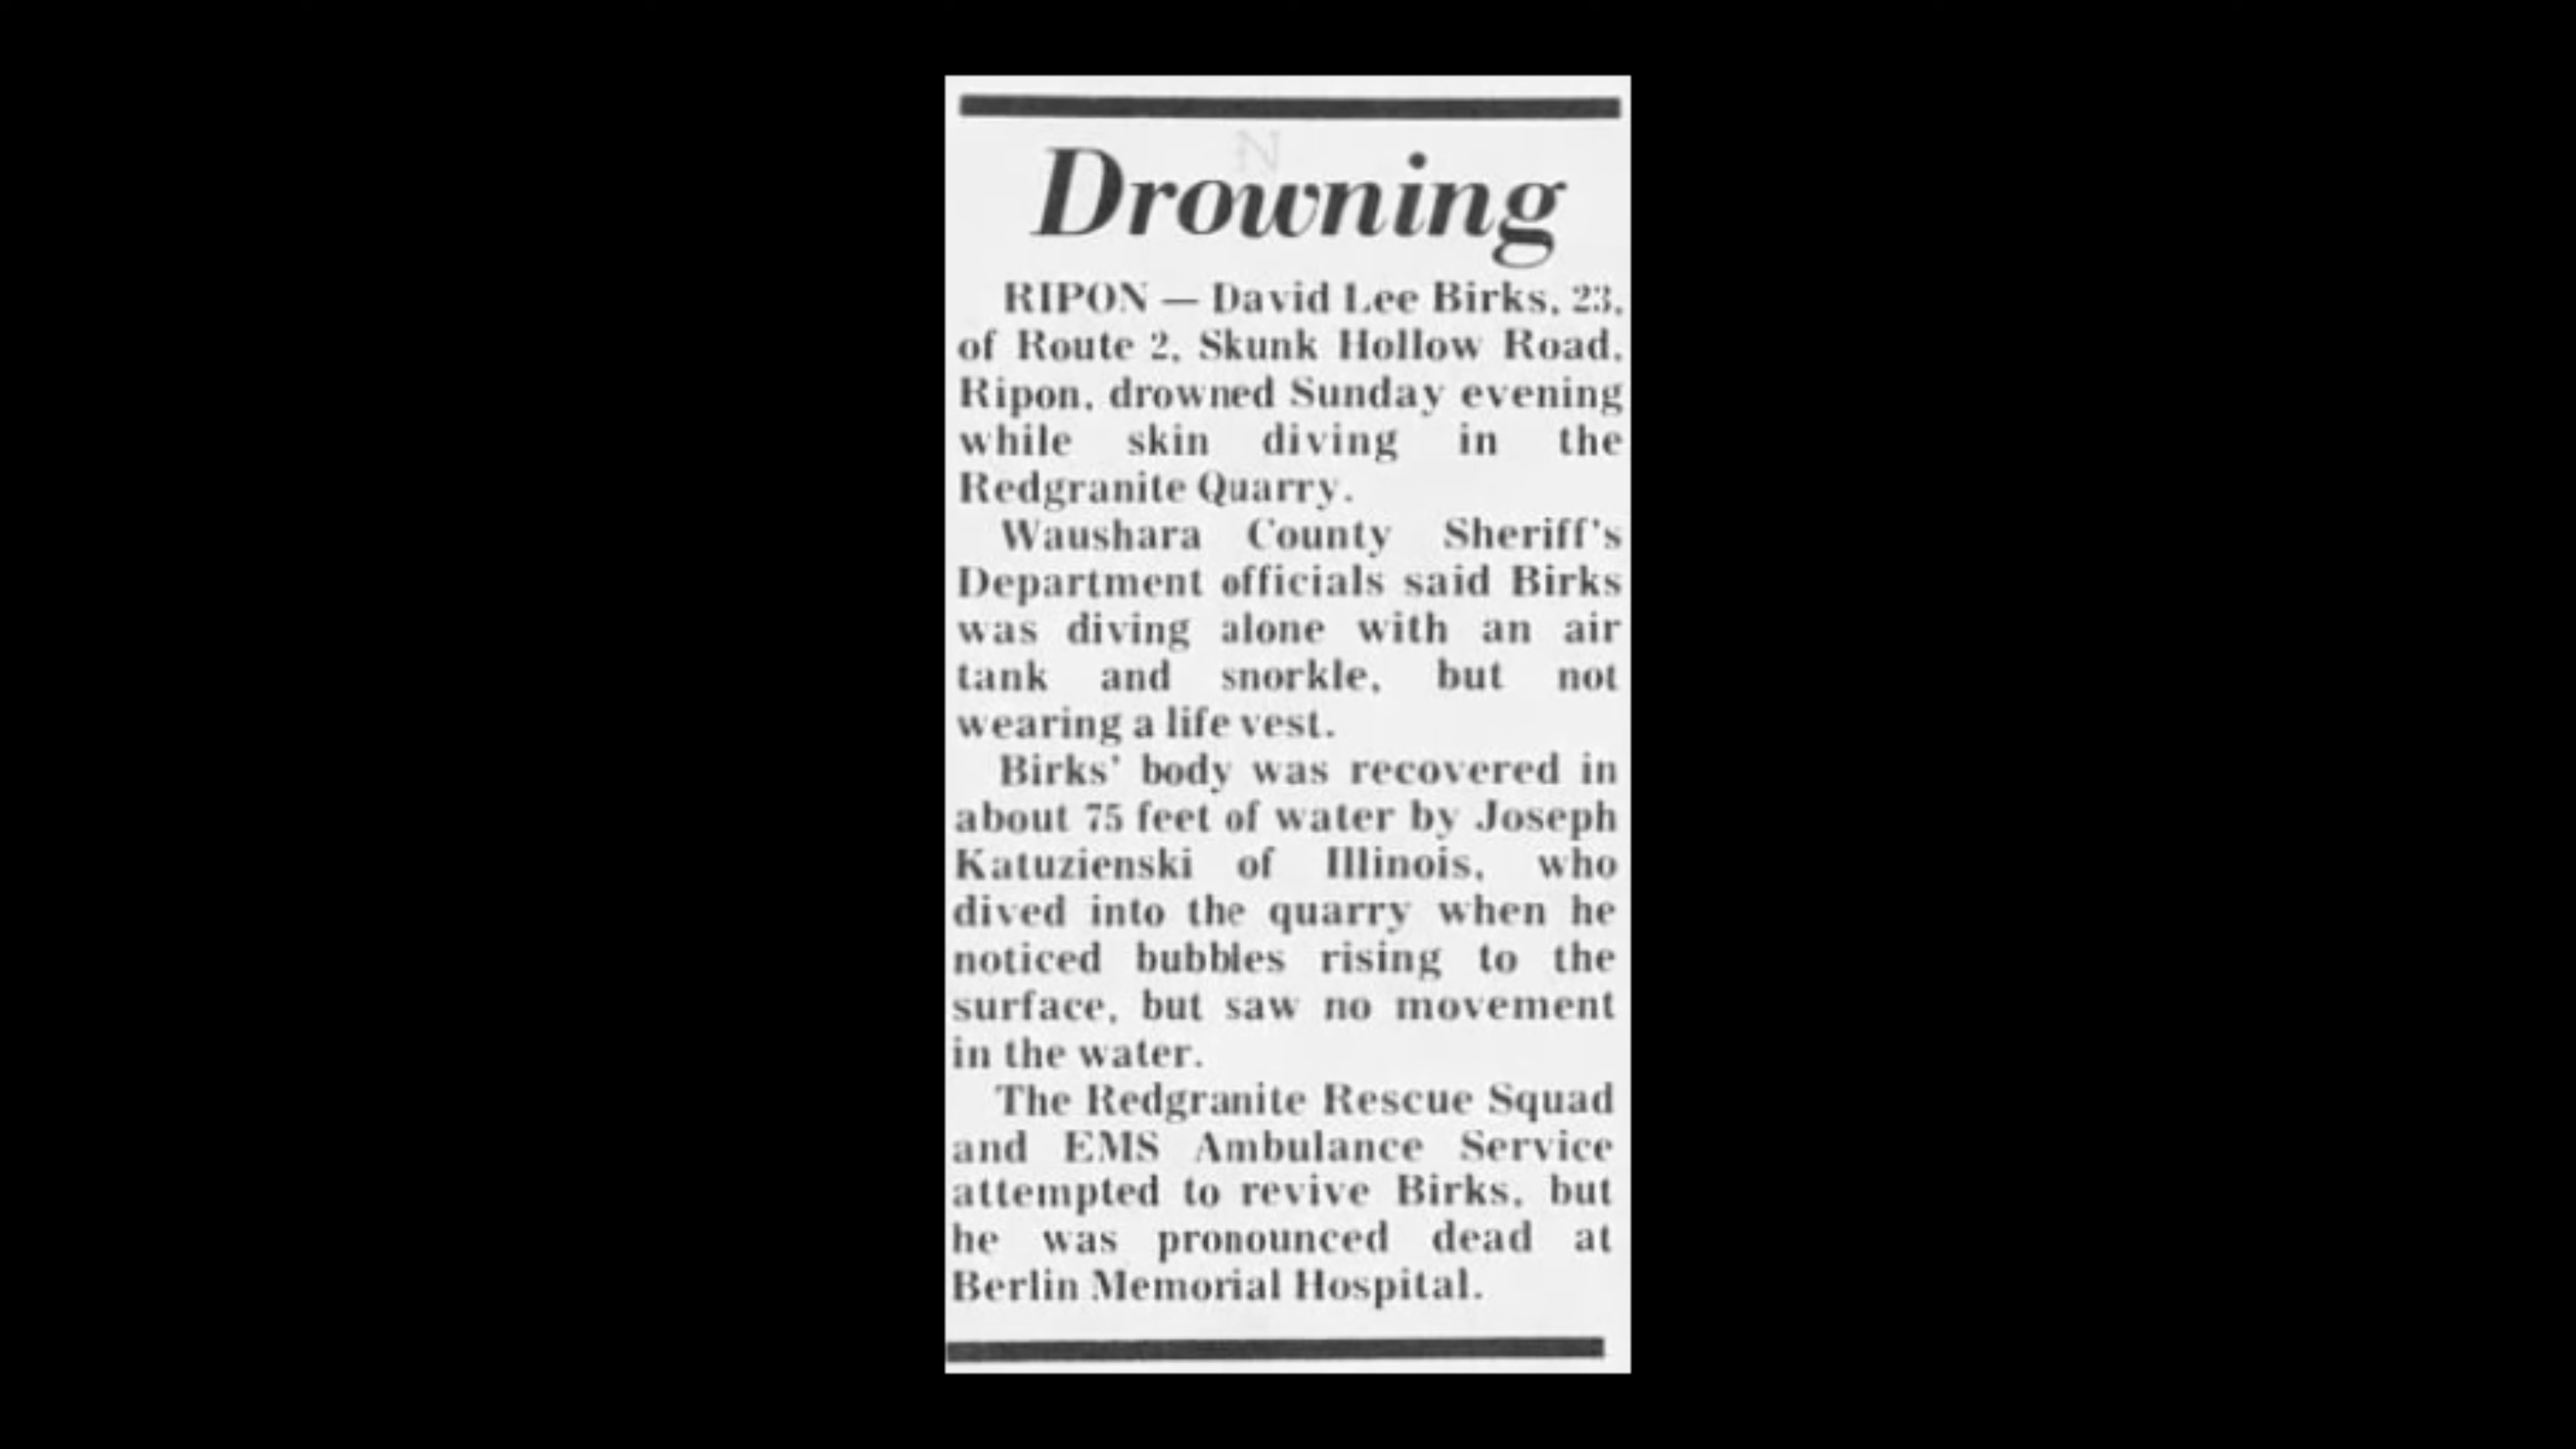 Drowning
RIPON — David Lee Birks, 23,
of Route 2, Skunk Hollow Road,
Ripon, drowned Sunday evening
while skin diving in the
Redgranite Quarry.
Waushara County Sheriff's
Department officials said Birks
was diving alone with an air
tank and snorkle, but not
wearing a life vest.
Birks' body was recovered in
about 75 feet of water by Joseph
Katuzienski of Illinois, who
dived into the quarry when he
noticed bubbles rising to the
surface, but saw no movement
in the water.
The Redgranite Rescue Squad
and EMS Ambulance Service
attempted to revive Birks, but
he was pronounced dead at
Berlin Memorial Hospital.